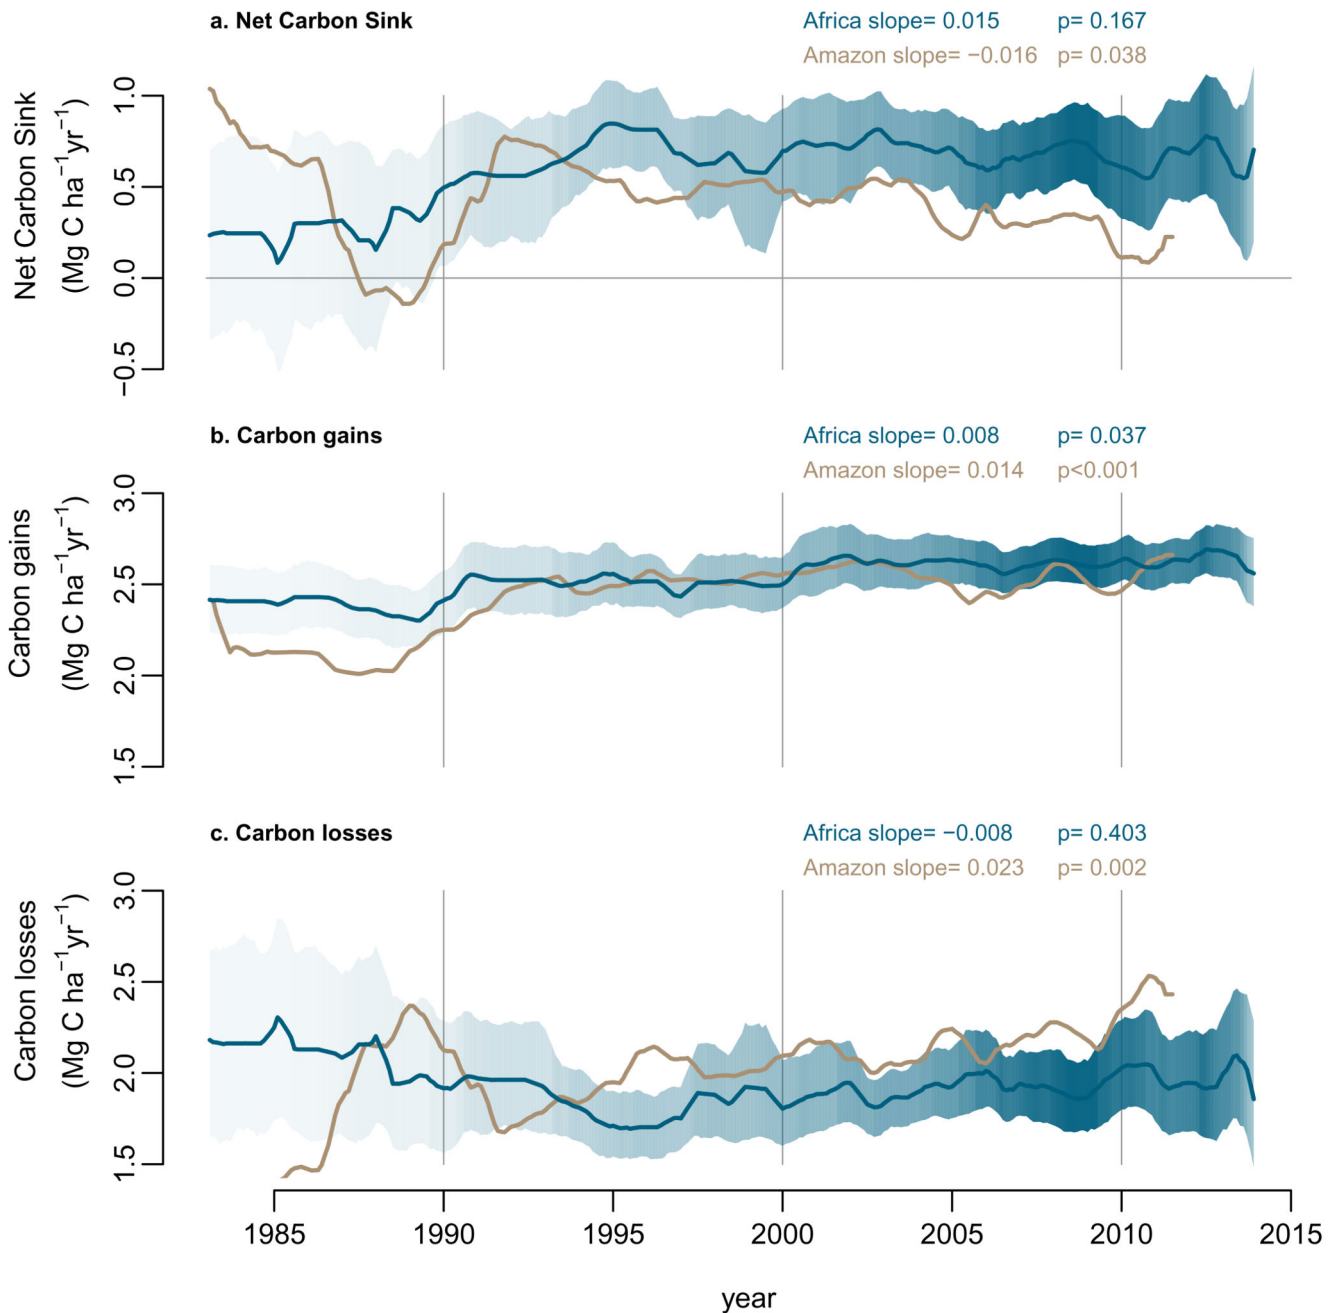 a. Net Carbon Sink
Africa slope= 0.015 p= 0.167
Amazon slope= −0.016 p= 0.038
Net Carbon Sink
(Mg C ha⁻¹yr⁻¹)
1.0
0.5
0.0
−0.5
b. Carbon gains
Africa slope= 0.008 p= 0.037
Amazon slope= 0.014 p<0.001
Carbon gains
(Mg C ha⁻¹yr⁻¹)
3.0
2.5
2.0
1.5
c. Carbon losses
Africa slope= −0.008 p= 0.403
Amazon slope= 0.023 p= 0.002
Carbon losses
(Mg C ha⁻¹yr⁻¹)
3.0
2.5
2.0
1.5
1985 1990 1995 2000 2005 2010 2015
year